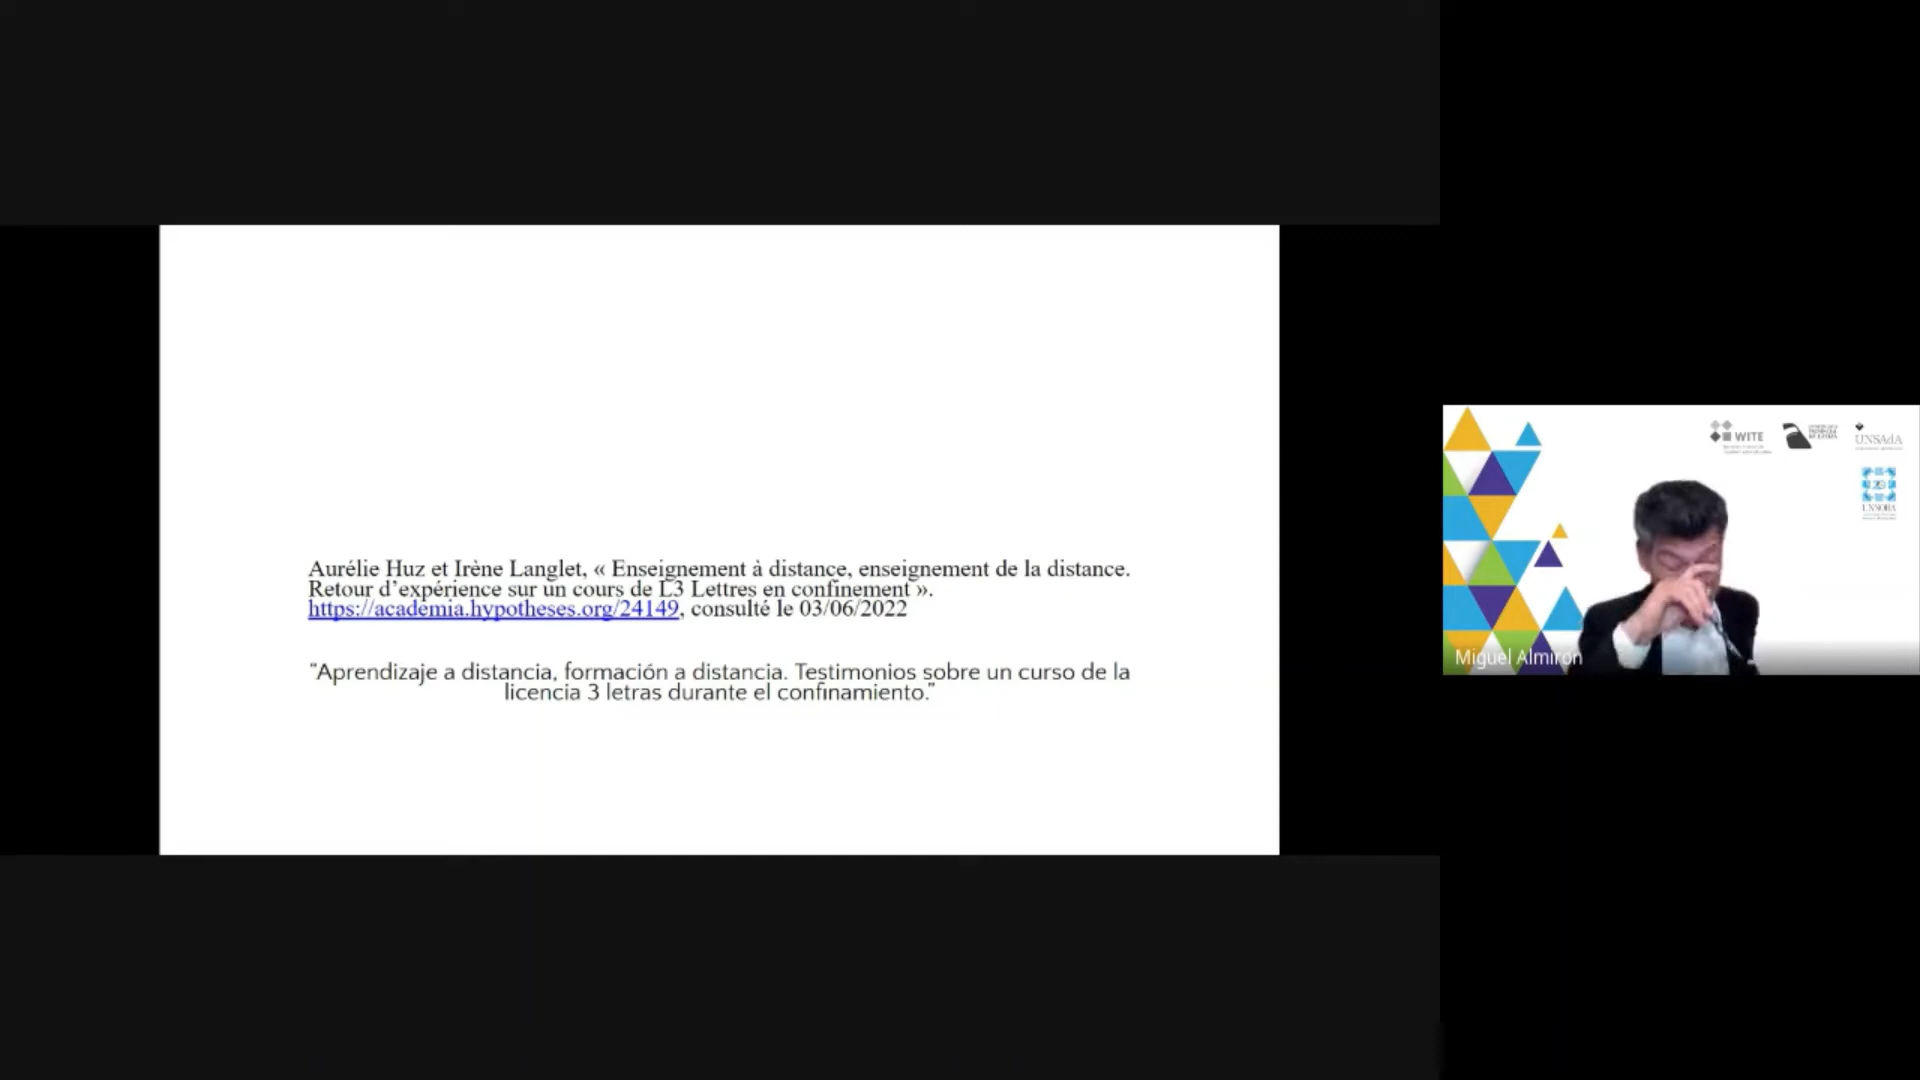 Aurélie Huz et Irène Langlet, « Enseignement à distance, enseignement de la distance.
Retour d’expérience sur un cours de L3 Lettres en confinement ».
https://academia.hypotheses.org/24149, consulté le 03/06/2022
“Aprendizaje a distancia, formación a distancia. Testimonios sobre un curso de la
licencia 3 letras durante el confinamiento.”
WITE
UNSAdA
UNNOBA
Miguel Almirón